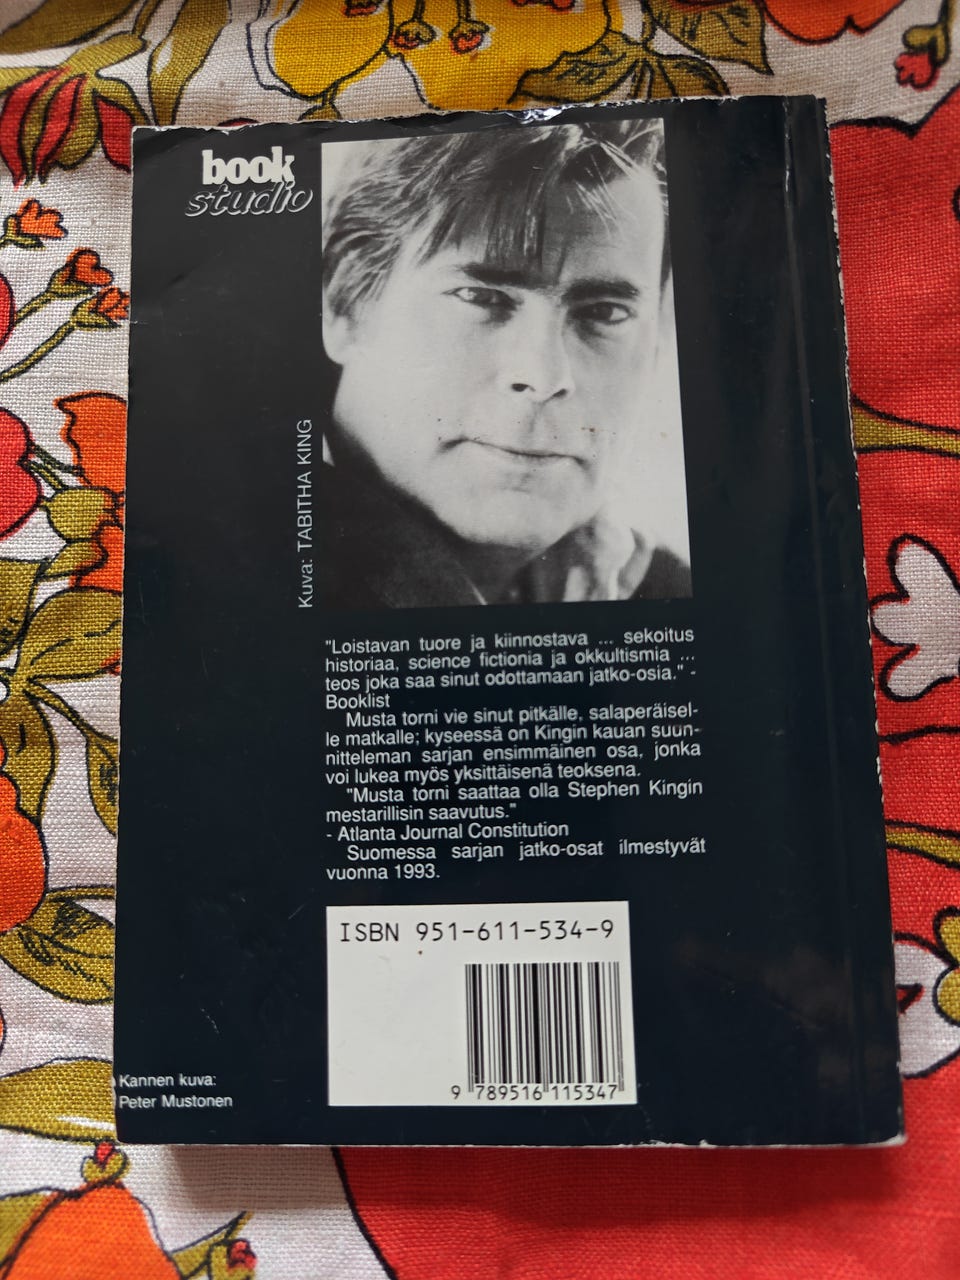 book
studio
Kuva: TABITHA KING
"Loistavan tuore ja kiinnostava ... sekoitus
historiaa, science fictionia ja okkultismia ...
teos joka saa sinut odottamaan jatko-osia." -
Booklist
Musta torni vie sinut pitkälle, salaperäisel-
le matkalle; kyseessä on Kingin kauan suun-
nitteleman sarjan ensimmäinen osa, jonka
voi lukea myös yksittäisenä teoksena.
"Musta torni saattaa olla Stephen Kingin
mestarillisin saavutus."
- Atlanta Journal Constitution
Suomessa sarjan jatko-osat ilmestyvät
vuonna 1993.
ISBN 951-611-534-9
9 789516 115347
Kannen kuva:
Peter Mustonen